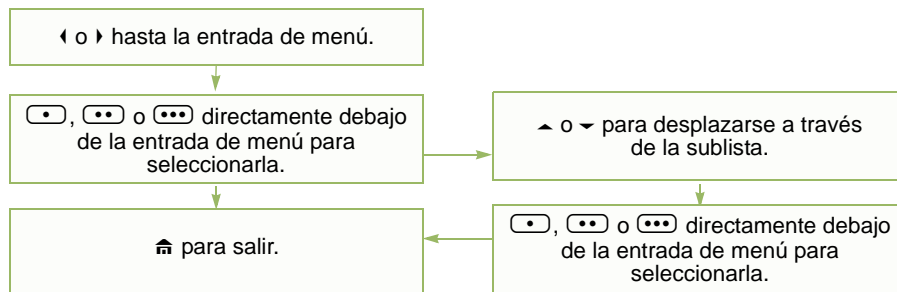 ◖ o ◗ hasta la entrada de menú.
•, •• o ••• directamente debajo
de la entrada de menú para
seleccionarla.
▲ o ▼ para desplazarse a través
de la sublista.
para salir.
•, •• o ••• directamente debajo
de la entrada de menú para
seleccionarla.